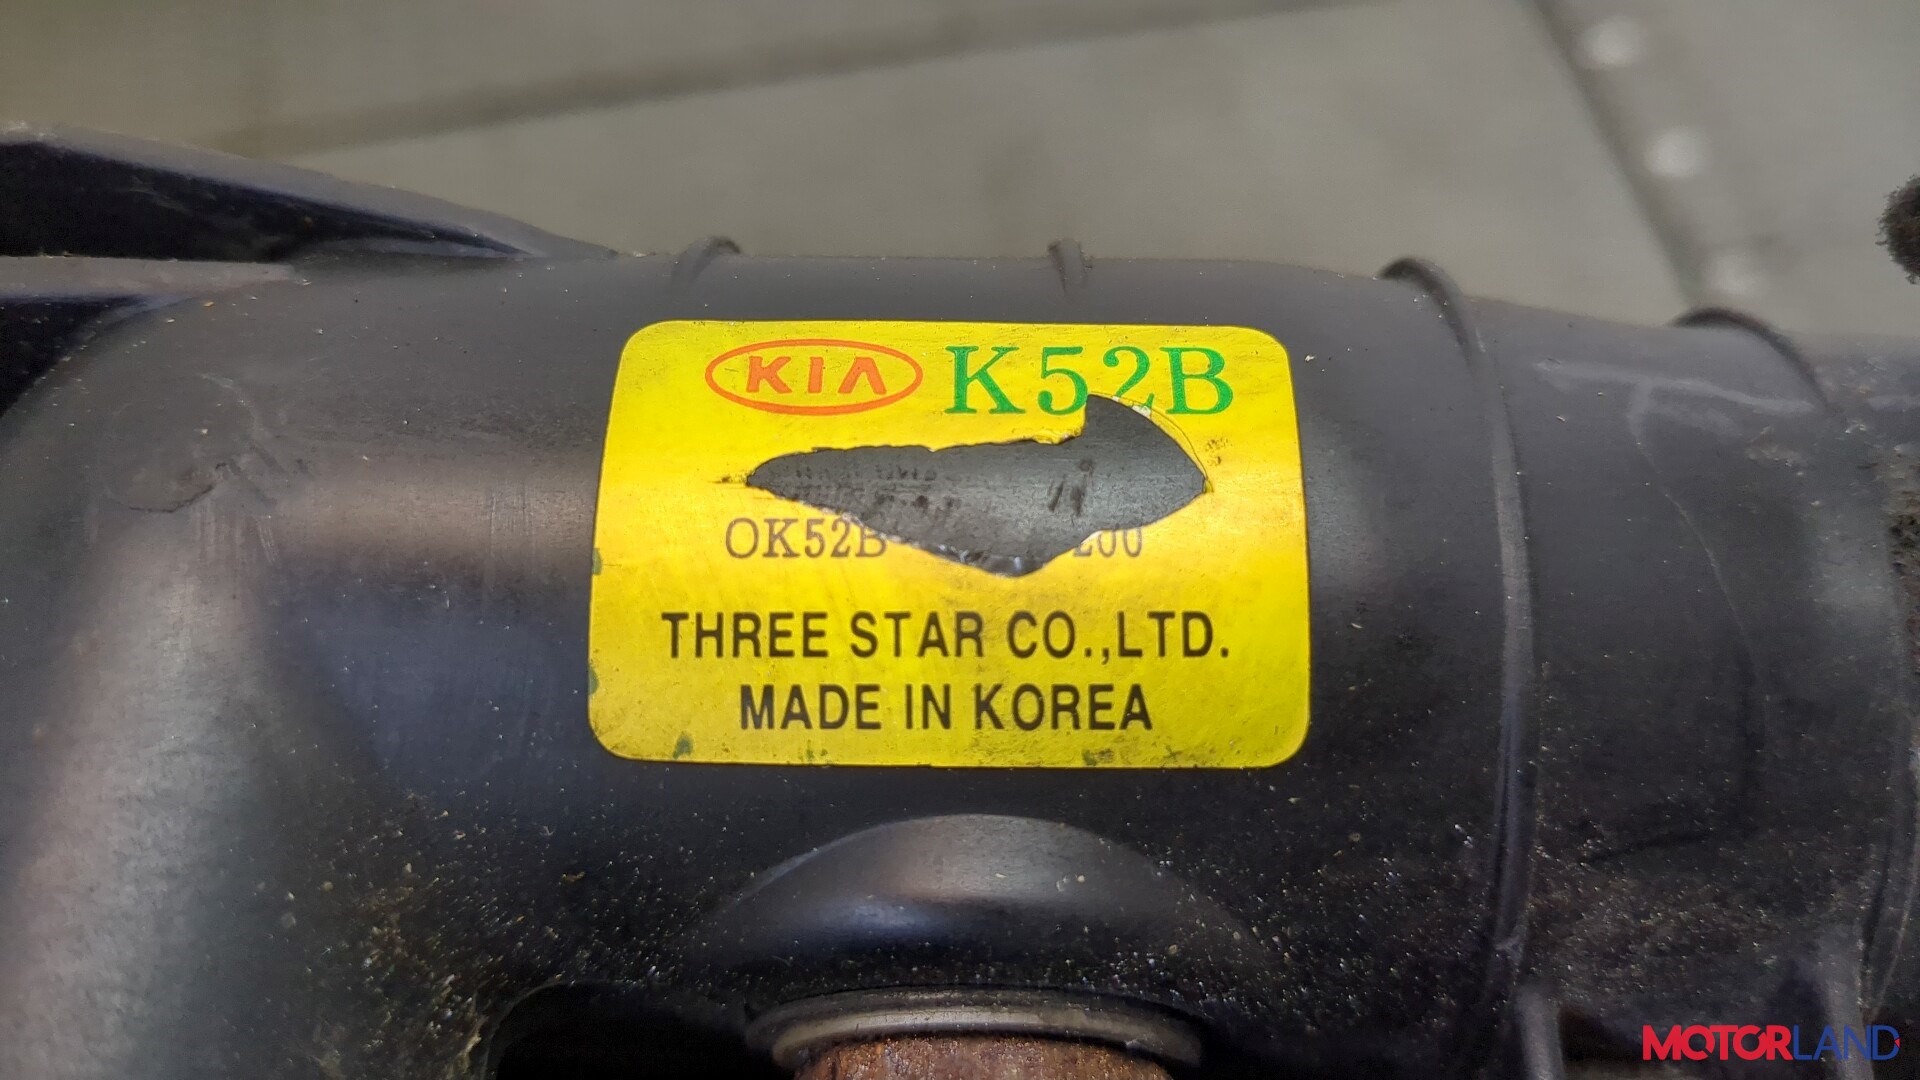 KIA K52B
OK52B
THREE STAR CO.,LTD.
MADE IN KOREA
MOTORLAND